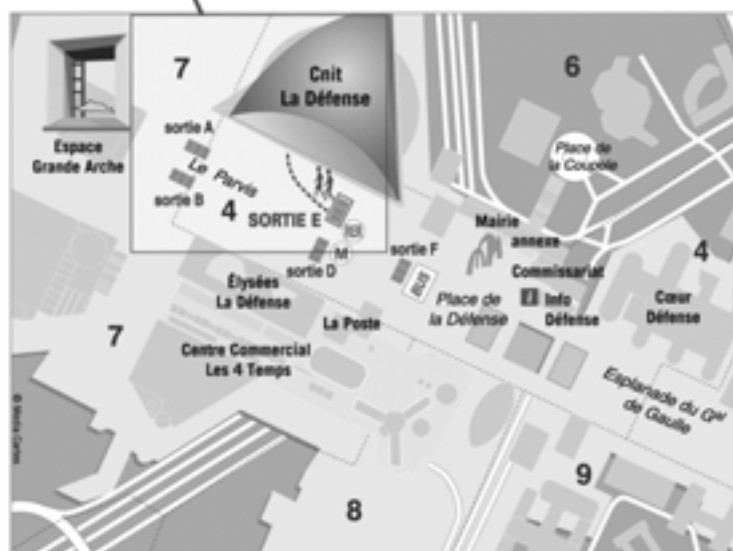 7
6
Cnit
La Défense
Espace
Grande Arche
sortie A
Le Parvis
sortie B
4
SORTIE E
M
sortie D
sortie F
BUS
Place de
la Coupole
Mairie
annexe
Commissariat
4
i Info
Défense
Place de
la Défense
Cœur
Défense
Élysées
La Défense
La Poste
7
Centre Commercial
Les 4 Temps
Esplanade du Gal
de Gaulle
9
8
© Media Cartes